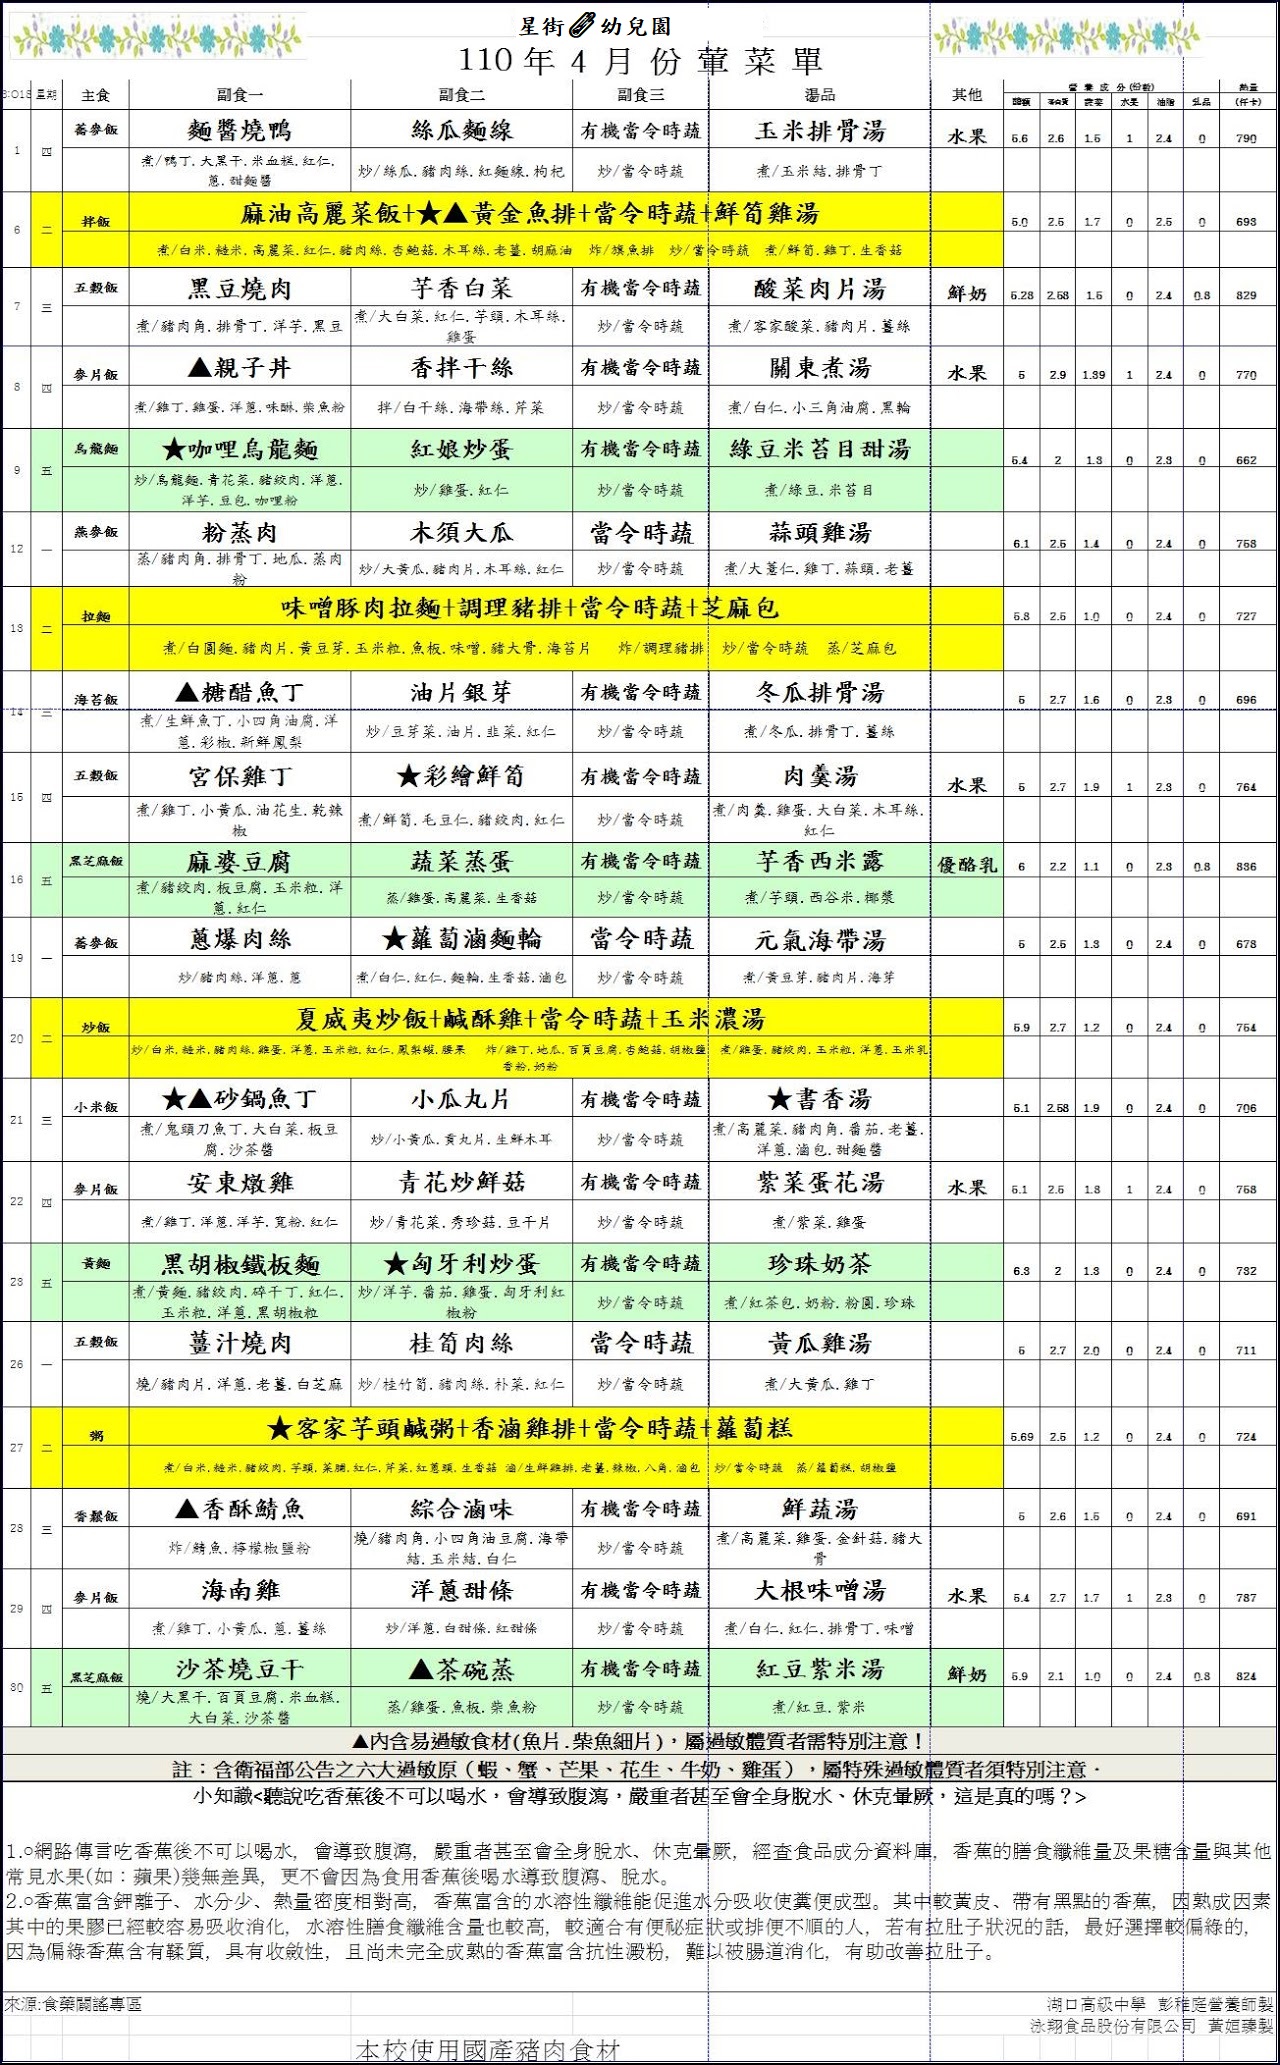 星街幼兒園
110年4月份葷菜單
星期 主食 副食一 副食二 副食三 湯品 其他 營養成分(份數) 熱量
水果 油脂 乳品 (仟卡)
1 四 蕎麥飯 麵醬燒鴨 絲瓜麵線 有機當令時蔬 玉米排骨湯 水果 5.6 2.6 1.5 1 2.4 0 790
煮/鴨丁.大黑干.米血糕.紅仁.蔥.甜麵醬 炒/絲瓜.豬肉絲.紅麵線.枸杞 炒/當令時蔬 煮/玉米結.排骨丁
6 二 拌飯 麻油高麗菜飯+★▲黃金魚排+當令時蔬+鮮筍雞湯 5.0 2.5 1.7 0 2.5 0 693
煮/白米.糙米.高麗菜.紅仁.豬肉絲.杏鮑菇.木耳絲.老薑.胡麻油 炸/旗魚排 炒/當令時蔬 煮/鮮筍.雞丁.生香菇
7 三 五穀飯 黑豆燒肉 芋香白菜 有機當令時蔬 酸菜肉片湯 鮮奶 5.28 2.58 1.5 0 2.4 0.8 829
煮/豬肉角.排骨丁.洋芋.黑豆 煮/大白菜.紅仁.芋頭.木耳絲.雞蛋 炒/當令時蔬 煮/客家酸菜.豬肉片.薑絲
8 四 麥片飯 ▲親子丼 香拌干絲 有機當令時蔬 關東煮湯 水果 5 2.9 1.39 1 2.4 0 770
煮/雞丁.雞蛋.洋蔥.味醂.柴魚粉 拌/白干絲.海帶絲.芹菜 炒/當令時蔬 煮/白仁.小三角油腐.黑輪
9 五 烏龍麵 ★咖哩烏龍麵 紅娘炒蛋 有機當令時蔬 綠豆米苔目甜湯 5.4 2 1.3 0 2.3 0 662
炒/烏龍麵.青花菜.豬絞肉.洋蔥.洋芋.豆包.咖哩粉 炒/雞蛋.紅仁 炒/當令時蔬 煮/綠豆.米苔目
12 一 燕麥飯 粉蒸肉 木須大瓜 當令時蔬 蒜頭雞湯 6.1 2.5 1.4 0 2.4 0 758
蒸/豬肉角.排骨丁.地瓜.蒸肉粉 炒/大黃瓜.豬肉片.木耳絲.紅仁 炒/當令時蔬 煮/大薏仁.雞丁.蒜頭.老薑
13 二 拉麵 味噌豚肉拉麵+調理豬排+當令時蔬+芝麻包 5.8 2.5 1.0 0 2.4 0 727
煮/白圓麵.豬肉片.黃豆芽.玉米粒.魚板.味噌.豬大骨.海苔片 炸/調理豬排 炒/當令時蔬 蒸/芝麻包
14 三 海苔飯 ▲糖醋魚丁 油片銀芽 有機當令時蔬 冬瓜排骨湯 5 2.7 1.6 0 2.3 0 696
煮/生鮮魚丁.小四角油腐.洋蔥.彩椒.新鮮鳳梨 炒/豆芽菜.油片.韭菜.紅仁 炒/當令時蔬 煮/冬瓜.排骨丁.薑絲
15 四 五穀飯 宮保雞丁 ★彩繪鮮筍 有機當令時蔬 肉羹湯 水果 5 2.7 1.9 1 2.3 0 764
煮/雞丁.小黃瓜.油花生.乾辣椒 煮/鮮筍.毛豆仁.豬絞肉.紅仁 炒/當令時蔬 煮/肉羹.雞蛋.大白菜.木耳絲.紅仁
16 五 黑芝麻飯 麻婆豆腐 蔬菜蒸蛋 有機當令時蔬 芋香西米露 優酪乳 6 2.2 1.1 0 2.3 0.8 836
煮/豬絞肉.板豆腐.玉米粒.洋蔥.紅仁 蒸/雞蛋.高麗菜.生香菇 炒/當令時蔬 煮/芋頭.西谷米.椰漿
19 一 蕎麥飯 蔥爆肉絲 ★蘿蔔滷麵輪 當令時蔬 元氣海帶湯 5 2.5 1.3 0 2.4 0 673
炒/豬肉絲.洋蔥.蔥 煮/白仁.紅仁.麵輪.生香菇.滷包 炒/當令時蔬 煮/黃豆芽.豬肉片.海芽
20 二 炒飯 夏威夷炒飯+鹹酥雞+當令時蔬+玉米濃湯 5.9 2.7 1.2 0 2.4 0 754
炒/白米.糙米.豬肉絲.雞蛋.洋蔥.玉米粒.紅仁.鳳梨蝦.腰果 炸/雞丁.地瓜.百頁豆腐.杏鮑菇.胡椒鹽 煮/雞蛋.豬絞肉.玉米粒.洋蔥.玉米乳香粉.奶粉
21 三 小米飯 ★▲砂鍋魚丁 小瓜丸片 有機當令時蔬 ★書香湯 5.1 2.58 1.9 0 2.4 0 706
煮/鬼頭刀魚丁.大白菜.板豆腐.沙茶醬 炒/小黃瓜.貢丸片.生鮮木耳 炒/當令時蔬 煮/高麗菜.豬肉角.番茄.老薑.洋蔥.滷包.甜麵醬
22 四 麥片飯 安東燉雞 青花炒鮮菇 有機當令時蔬 紫菜蛋花湯 水果 5.1 2.5 1.8 1 2.4 0 758
煮/雞丁.洋蔥.洋芋.寬粉.紅仁 炒/青花菜.秀珍菇.豆干片 炒/當令時蔬 煮/紫菜.雞蛋
23 五 黃麵 黑胡椒鐵板麵 ★匈牙利炒蛋 有機當令時蔬 珍珠奶茶 6.3 2 1.3 0 2.4 0 732
煮/黃麵.豬絞肉.碎干丁.紅仁.玉米粒.洋蔥.黑胡椒粒 炒/洋芋.番茄.雞蛋.匈牙利紅椒粉 炒/當令時蔬 煮/紅茶包.奶粉.粉圓.珍珠
26 一 五穀飯 薑汁燒肉 桂筍肉絲 當令時蔬 黃瓜雞湯 5 2.7 2.0 0 2.4 0 711
燒/豬肉片.洋蔥.老薑.白芝麻 炒/桂竹筍.豬肉絲.朴菜.紅仁 炒/當令時蔬 煮/大黃瓜.雞丁
27 二 粥 ★客家芋頭鹹粥+香滷雞排+當令時蔬+蘿蔔糕 5.69 2.5 1.2 0 2.4 0 724
煮/白米.糙米.豬絞肉.芋頭.菜脯.紅仁.芹菜.紅蔥頭.生香菇 滷/生鮮雞排.老薑.辣椒.八角.滷包 炒/當令時蔬 蒸/蘿蔔糕.胡椒鹽
28 三 香鬆飯 ▲香酥鯖魚 綜合滷味 有機當令時蔬 鮮蔬湯 5 2.6 1.5 0 2.4 0 691
炸/鯖魚.檸檬椒鹽粉 燒/豬肉角.小四角油豆腐.海帶結.玉米結.白仁 炒/當令時蔬 煮/高麗菜.雞蛋.金針菇.豬大骨
29 四 麥片飯 海南雞 洋蔥甜條 有機當令時蔬 大根味噌湯 水果 5.4 2.7 1.7 1 2.3 0 787
煮/雞丁.小黃瓜.蔥.薑絲 炒/洋蔥.白甜條.紅甜條 炒/當令時蔬 煮/白仁.紅仁.排骨丁.味噌
30 五 黑芝麻飯 沙茶燒豆干 ▲茶碗蒸 有機當令時蔬 紅豆紫米湯 鮮奶 5.9 2.1 1.0 0 2.4 0.8 824
燒/大黑干.百頁豆腐.米血糕.大白菜.沙茶醬 蒸/雞蛋.魚板.柴魚粉 炒/當令時蔬 煮/紅豆.紫米
▲內含易過敏食材(魚片.柴魚細片)，屬過敏體質者需特別注意！
註：含衛福部公告之六大過敏原（蝦、蟹、芒果、花生、牛奶、雞蛋），屬特殊過敏體質者須特別注意．
小知識<聽說吃香蕉後不可以喝水，會導致腹瀉，嚴重者甚至會全身脫水、休克暈厥，這是真的嗎？>
1.○網路傳言吃香蕉後不可以喝水，會導致腹瀉，嚴重者甚至會全身脫水、休克暈厥，經查食品成分資料庫，香蕉的膳食纖維量及果糖含量與其他
常見水果(如：蘋果)幾無差異，更不會因為食用香蕉後喝水導致腹瀉、脫水。
2.○香蕉富含鉀離子、水分少、熱量密度相對高，香蕉富含的水溶性纖維能促進水分吸收使糞便成型。其中較黃皮、帶有黑點的香蕉，因熟成因素
其中的果膠已經較容易吸收消化，水溶性膳食纖維含量也較高，較適合有便祕症狀或排便不順的人，若有拉肚子狀況的話，最好選擇較偏綠的，
因為偏綠香蕉含有鞣質，具有收斂性，且尚未完全成熟的香蕉富含抗性澱粉，難以被腸道消化，有助改善拉肚子。
來源:食藥闢謠專區
湖口高級中學 彭稚庭營養師製
泳翔食品股份有限公司 黃姮臻製
本校使用國產豬肉食材